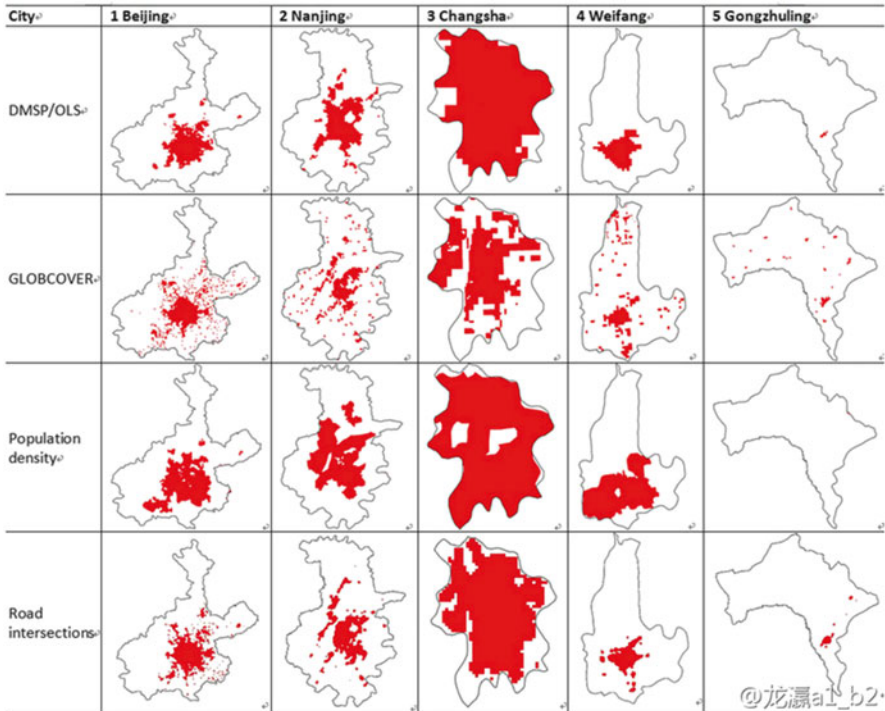 City 1 Beijing 2 Nanjing 3 Changsha 4 Weifang 5 Gongzhuling
DMSP/OLS
GLOBCOVER
Population
density
Road
intersections
@龙瀛a1_b2